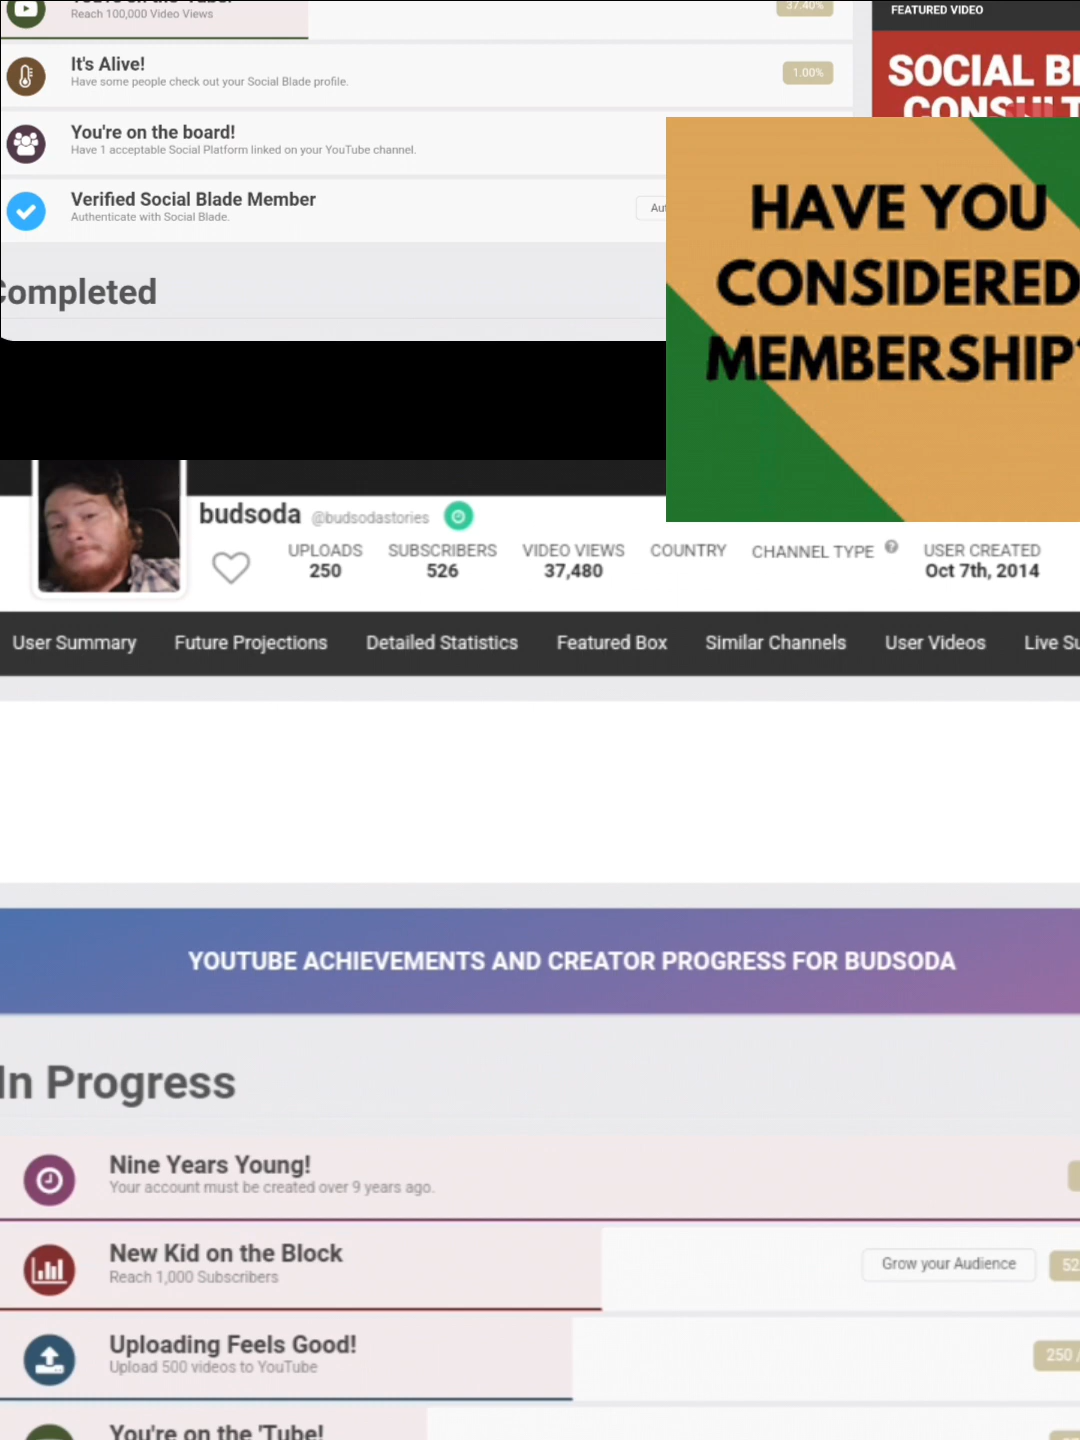 Reach 100,000 Video Views
37.40%
FEATURED VIDEO
It's Alive!
Have some people check out your Social Blade profile.
1.00%
SOCIAL
You're on the board!
Have 1 acceptable Social Platform linked on your YouTube channel.
Verified Social Blade Member
Authenticate with Social Blade.
Completed
HAVE YOU
CONSIDERED
MEMBERSHIP?
budsoda @budsodastories
UPLOADS SUBSCRIBERS VIDEO VIEWS COUNTRY CHANNEL TYPE USER CREATED
250 526 37,480 Oct 7th, 2014
User Summary Future Projections Detailed Statistics Featured Box Similar Channels User Videos Live
YOUTUBE ACHIEVEMENTS AND CREATOR PROGRESS FOR BUDSODA
In Progress
Nine Years Young!
Your account must be created over 9 years ago.
New Kid on the Block
Reach 1,000 Subscribers
Grow your Audience
Uploading Feels Good!
Upload 500 videos to YouTube
250 /
You're on the 'Tube!